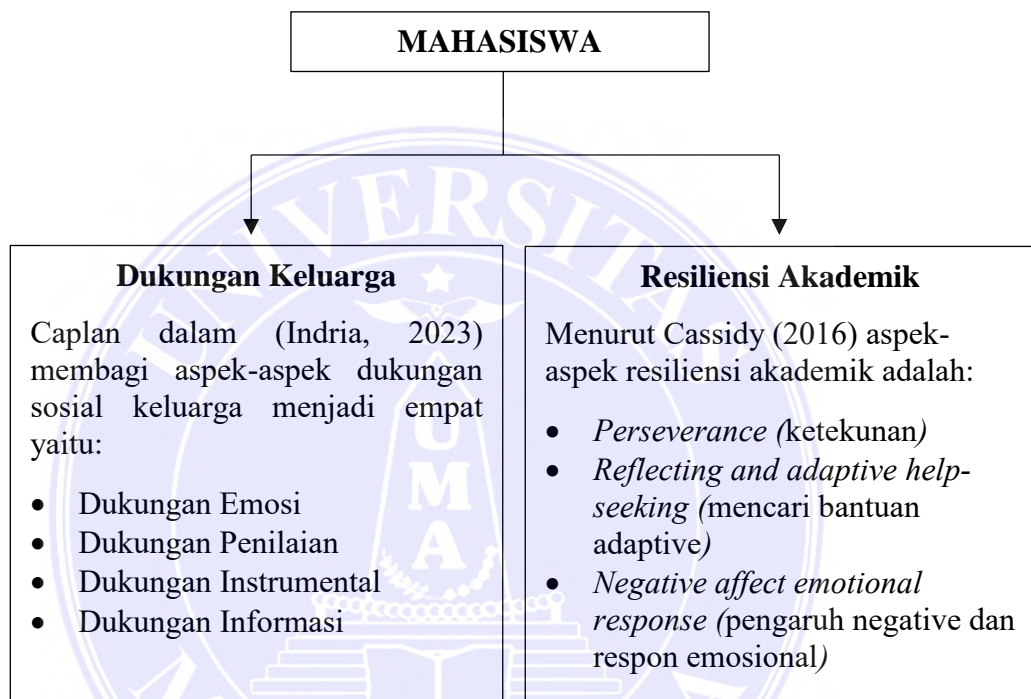 MAHASISWA
Dukungan Keluarga
Caplan dalam (Indria, 2023)
membagi aspek-aspek dukungan
sosial keluarga menjadi empat
yaitu:
• Dukungan Emosi
• Dukungan Penilaian
• Dukungan Instrumental
• Dukungan Informasi
Resiliensi Akademik
Menurut Cassidy (2016) aspek-
aspek resiliensi akademik adalah:
• Perseverance (ketekunan)
• Reflecting and adaptive help-
seeking (mencari bantuan
adaptive)
• Negative affect emotional
response (pengaruh negative dan
respon emosional)
UNIVERSITA
UMA